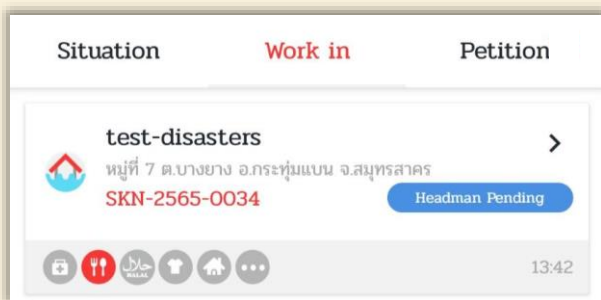 Situation Work in Petition
test-disasters
หมู่ที่ 7 ต.บางยาง อ.กระทุ่มแบน จ.สมุทรสาคร
SKN-2565-0034 Headman Pending
حلال
HALAL
13:42